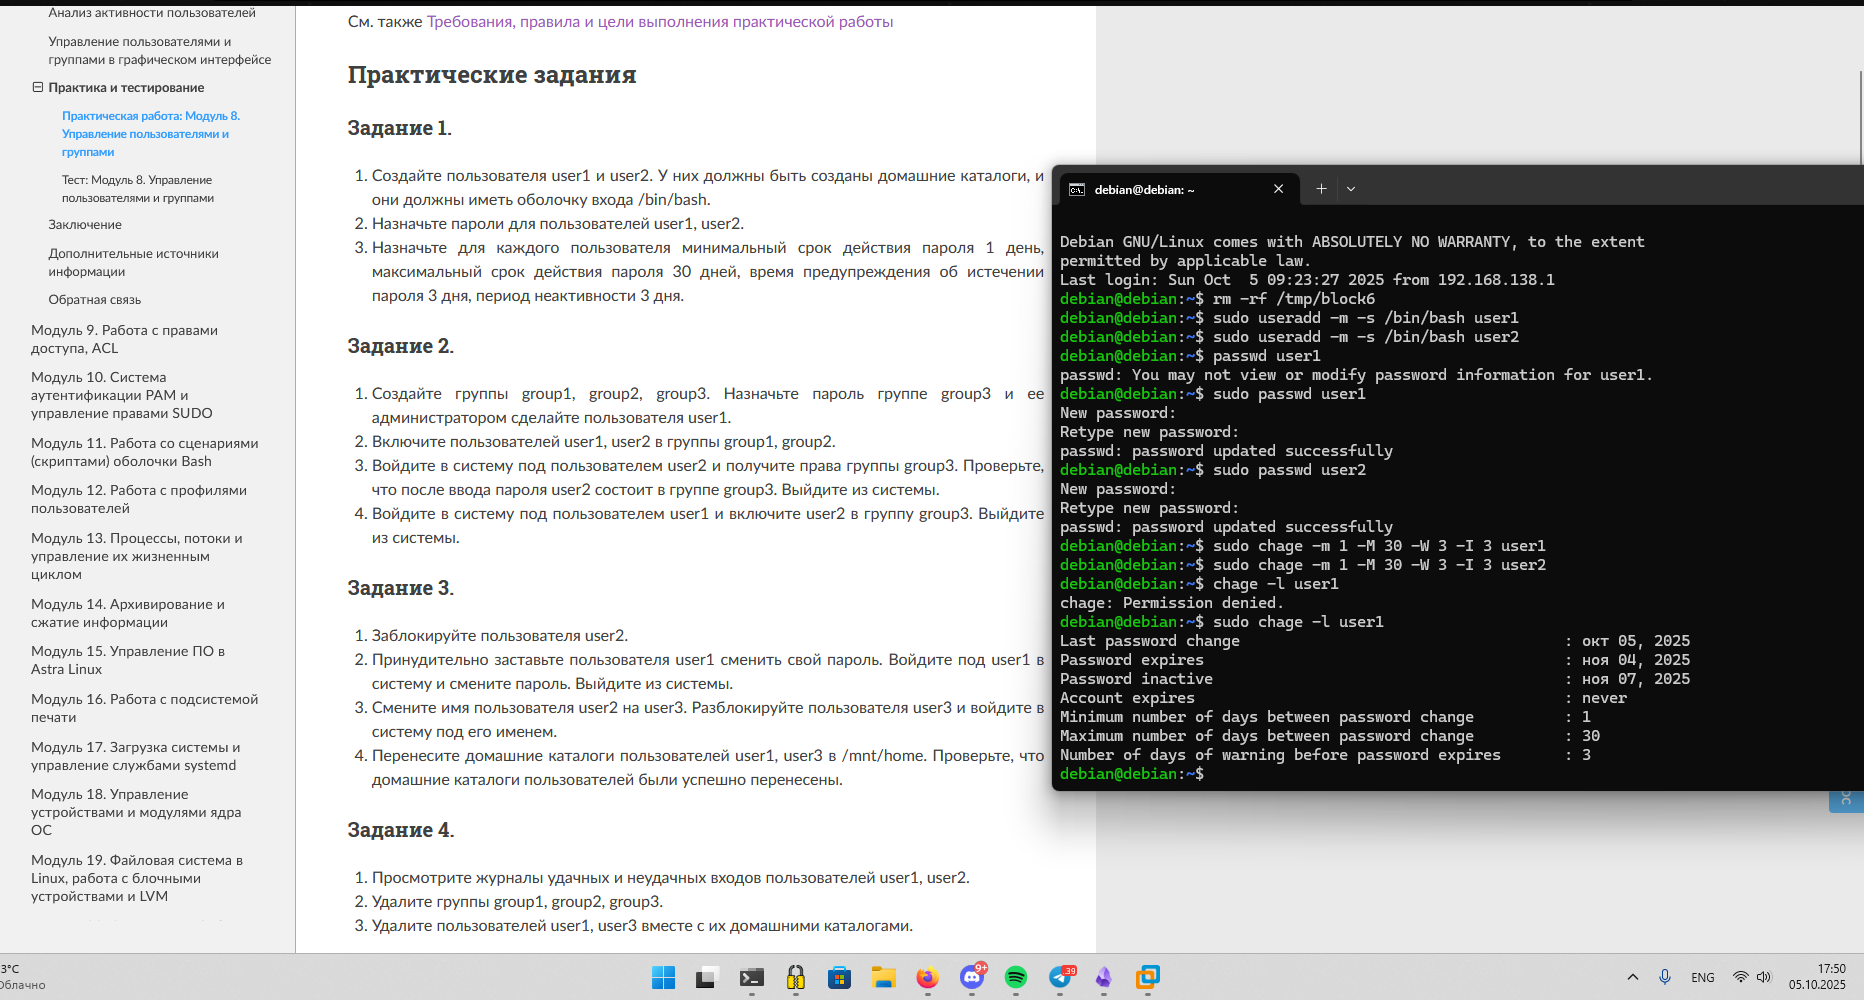 Анализ активности пользователей
Управление пользователями и
группами в графическом интерфейсе
Практика и тестирование
Практическая работа: Модуль 8.
Управление пользователями и
группами
Тест: Модуль 8. Управление
пользователями и группами
Заключение
Дополнительные источники
информации
Обратная связь
Модуль 9. Работа с правами
доступа, ACL
Модуль 10. Система
аутентификации PAM и
управление правами SUDO
Модуль 11. Работа со сценариями
(скриптами) оболочки Bash
Модуль 12. Работа с профилями
пользователей
Модуль 13. Процессы, потоки и
управление их жизненным
циклом
Модуль 14. Архивирование и
сжатие информации
Модуль 15. Управление ПО в
Astra Linux
Модуль 16. Работа с подсистемой
печати
Модуль 17. Загрузка системы и
управление службами systemd
Модуль 18. Управление
устройствами и модулями ядра
ОС
Модуль 19. Файловая система в
Linux, работа с блочными
устройствами и LVM
См. также Требования, правила и цели выполнения практической работы
Практические задания
Задание 1.
1. Создайте пользователя user1 и user2. У них должны быть созданы домашние каталоги, и
они должны иметь оболочку входа /bin/bash.
2. Назначьте пароли для пользователей user1, user2.
3. Назначьте для каждого пользователя минимальный срок действия пароля 1 день,
максимальный срок действия пароля 30 дней, время предупреждения об истечении
пароля 3 дня, период неактивности 3 дня.
Задание 2.
1. Создайте группы group1, group2, group3. Назначьте пароль группе group3 и ее
администратором сделайте пользователя user1.
2. Включите пользователей user1, user2 в группы group1, group2.
3. Войдите в систему под пользователем user2 и получите права группы group3. Проверьте,
что после ввода пароля user2 состоит в группе group3. Выйдите из системы.
4. Войдите в систему под пользователем user1 и включите user2 в группу group3. Выйдите
из системы.
Задание 3.
1. Заблокируйте пользователя user2.
2. Принудительно заставьте пользователя user1 сменить свой пароль. Войдите под user1 в
систему и смените пароль. Выйдите из системы.
3. Смените имя пользователя user2 на user3. Разблокируйте пользователя user3 и войдите в
систему под его именем.
4. Перенесите домашние каталоги пользователей user1, user3 в /mnt/home. Проверьте, что
домашние каталоги пользователей были успешно перенесены.
Задание 4.
1. Просмотрите журналы удачных и неудачных входов пользователей user1, user2.
2. Удалите группы group1, group2, group3.
3. Удалите пользователей user1, user3 вместе с их домашними каталогами.
debian@debian: ~
Debian GNU/Linux comes with ABSOLUTELY NO WARRANTY, to the extent
permitted by applicable law.
Last login: Sun Oct  5 09:23:27 2025 from 192.168.138.1
debian@debian:~$ rm -rf /tmp/block6
debian@debian:~$ sudo useradd -m -s /bin/bash user1
debian@debian:~$ sudo useradd -m -s /bin/bash user2
debian@debian:~$ passwd user1
passwd: You may not view or modify password information for user1.
debian@debian:~$ sudo passwd user1
New password:
Retype new password:
passwd: password updated successfully
debian@debian:~$ sudo passwd user2
New password:
Retype new password:
passwd: password updated successfully
debian@debian:~$ sudo chage -m 1 -M 30 -W 3 -I 3 user1
debian@debian:~$ sudo chage -m 1 -M 30 -W 3 -I 3 user2
debian@debian:~$ chage -l user1
chage: Permission denied.
debian@debian:~$ sudo chage -l user1
Last password change : окт 05, 2025
Password expires : ноя 04, 2025
Password inactive : ноя 07, 2025
Account expires : never
Minimum number of days between password change : 1
Maximum number of days between password change : 30
Number of days of warning before password expires : 3
debian@debian:~$
3°C
Облачно
9+
39
ENG
17:50
05.10.2025